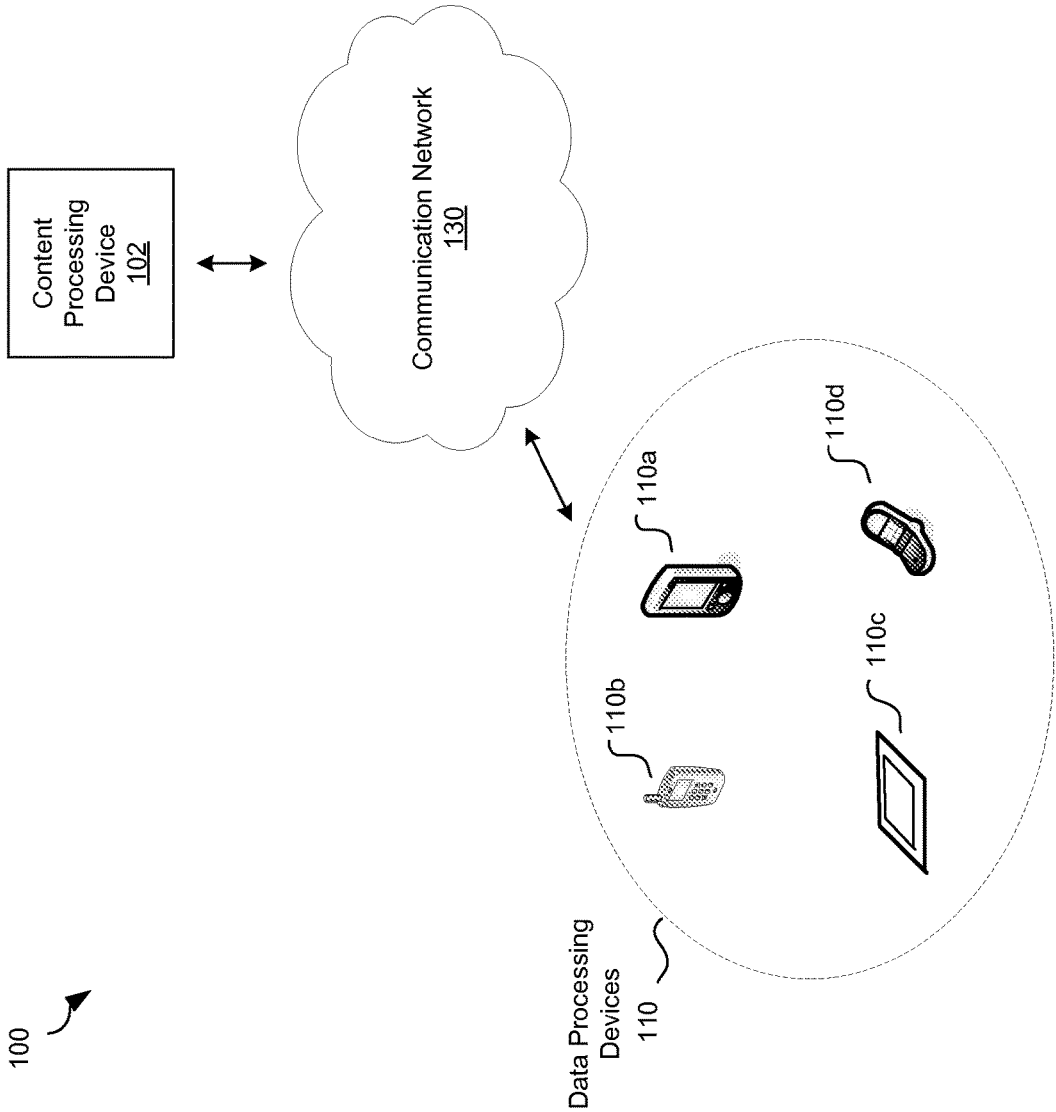 100
Content
Processing
Device
102
Communication Network
130
Data Processing
Devices
110
110b
110a
110c
110d